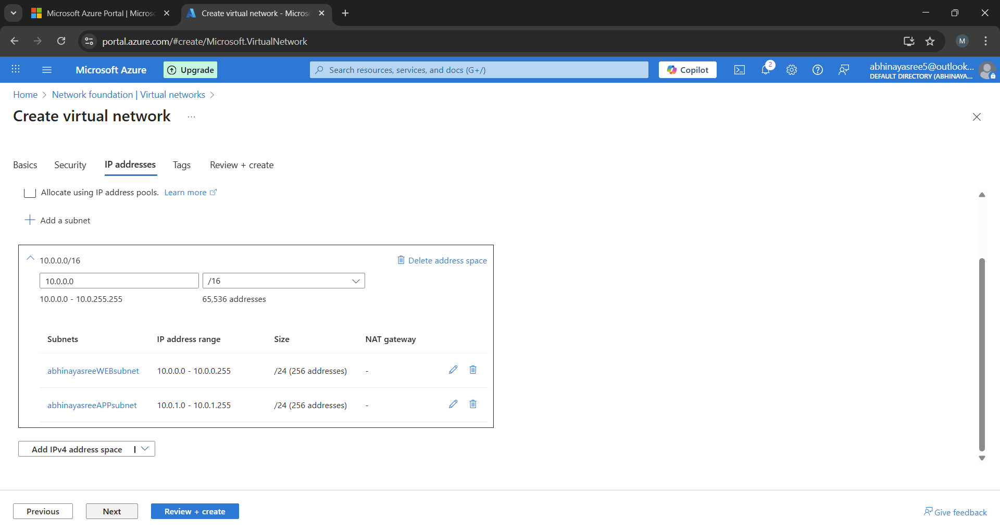 Microsoft Azure Portal | Micros
Create virtual network - Micros
portal.azure.com/#create/Microsoft.VirtualNetwork
M
Microsoft Azure
Upgrade
Search resources, services, and docs (G+/)
Copilot
2
abhinayasree5@outlook...
DEFAULT DIRECTORY (ABHINAYA...
Home > Network foundation | Virtual networks >
Create virtual network ...
Basics Security IP addresses Tags Review + create
Allocate using IP address pools. Learn more
+ Add a subnet
10.0.0.0/16 Delete address space
10.0.0.0 /16
10.0.0.0 - 10.0.255.255 65,536 addresses
Subnets IP address range Size NAT gateway
abhinayasreeWEBsubnet 10.0.0.0 - 10.0.0.255 /24 (256 addresses) -
abhinayasreeAPPsubnet 10.0.1.0 - 10.0.1.255 /24 (256 addresses) -
Add IPv4 address space |
Previous Next Review + create
Give feedback